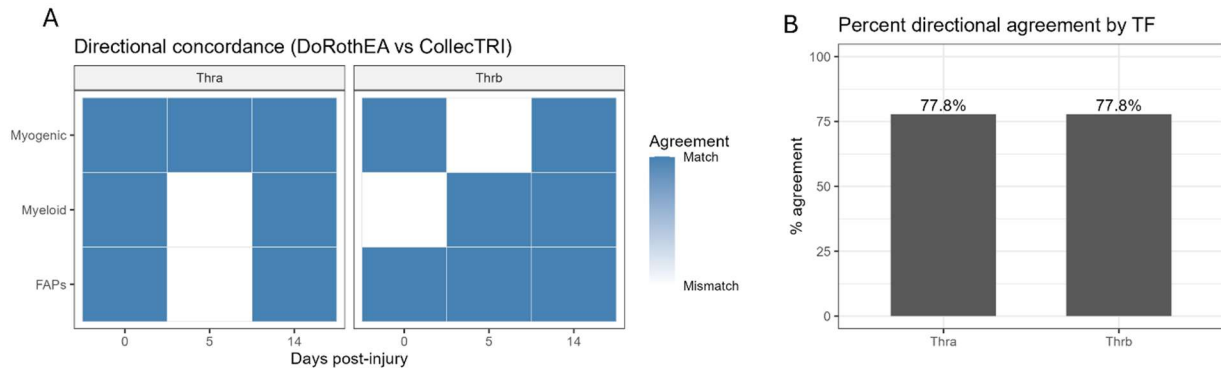 A
Directional concordance (DoRothEA vs CollecTRI)
Thra
Thrb
Myogenic
Myeloid
FAPs
0
5
14
0
5
14
Days post-injury
Agreement
Match
Mismatch
B
Percent directional agreement by TF
% agreement
100
75
50
25
0
77.8%
77.8%
Thra
Thrb